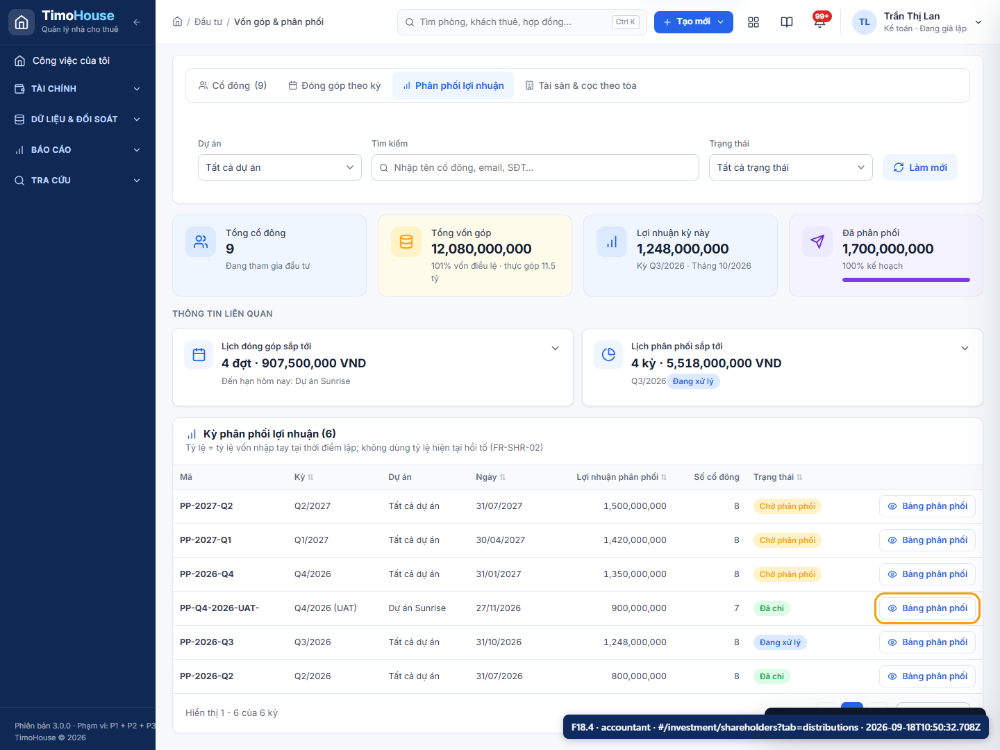 TimoHouse
Quản lý nhà cho thuê
Công việc của tôi
TÀI CHÍNH
DỮ LIỆU & ĐỐI SOÁT
BÁO CÁO
TRA CỨU
Phiên bản 3.0.0 · Phạm vi: P1 + P2 + P3
TimoHouse © 2026
/ Đầu tư / Vốn góp & phân phối
Tìm phòng, khách thuê, hợp đồng... Ctrl K
Tạo mới
99+
TL
Trần Thị Lan
Kế toán · Đang giả lập
Cổ đông (9)
Đóng góp theo kỳ
Phân phối lợi nhuận
Tài sản & cọc theo tòa
Dự án
Tất cả dự án
Tìm kiếm
Nhập tên cổ đông, email, SĐT...
Trạng thái
Tất cả trạng thái
Làm mới
Tổng cổ đông
9
Đang tham gia đầu tư
Tổng vốn góp
12,080,000,000
101% vốn điều lệ · thực góp 11.5
tỷ
Lợi nhuận kỳ này
1,248,000,000
Kỳ Q3/2026 · Tháng 10/2026
Đã phân phối
1,700,000,000
100% kế hoạch
THÔNG TIN LIÊN QUAN
Lịch đóng góp sắp tới
4 đợt · 907,500,000 VND
Đến hạn hôm nay: Dự án Sunrise
Lịch phân phối sắp tới
4 kỳ · 5,518,000,000 VND
Q3/2026 Đang xử lý
Kỳ phân phối lợi nhuận (6)
Tỷ lệ = tỷ lệ vốn nhập tay tại thời điểm lập; không dùng tỷ lệ hiện tại hồi tố (FR-SHR-02)
Mã Kỳ Dự án Ngày Lợi nhuận phân phối Số cổ đông Trạng thái
PP-2027-Q2 Q2/2027 Tất cả dự án 31/07/2027 1,500,000,000 8 Chờ phân phối Bảng phân phối
PP-2027-Q1 Q1/2027 Tất cả dự án 30/04/2027 1,420,000,000 8 Chờ phân phối Bảng phân phối
PP-2026-Q4 Q4/2026 Tất cả dự án 31/01/2027 1,350,000,000 8 Chờ phân phối Bảng phân phối
PP-Q4-2026-UAT- Q4/2026 (UAT) Dự án Sunrise 27/11/2026 900,000,000 7 Đã chi Bảng phân phối
PP-2026-Q3 Q3/2026 Tất cả dự án 31/10/2026 1,248,000,000 8 Đang xử lý Bảng phân phối
PP-2026-Q2 Q2/2026 Tất cả dự án 31/07/2026 800,000,000 8 Đã chi Bảng phân phối
Hiển thị 1 - 6 của 6 kỳ
F18.4 · accountant · #/investment/shareholders?tab=distributions · 2026-09-18T10:50:32.708Z